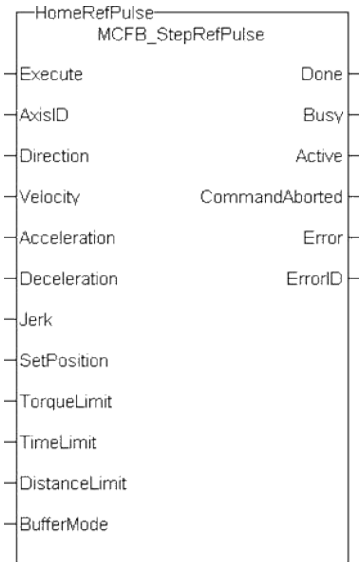 HomeRefPulse
MCFB_StepRefPulse
Execute Done
AxisID Busy
Direction Active
Velocity CommandAborted
Acceleration Error
Deceleration ErrorID
Jerk
SetPosition
TorqueLimit
TimeLimit
DistanceLimit
BufferMode